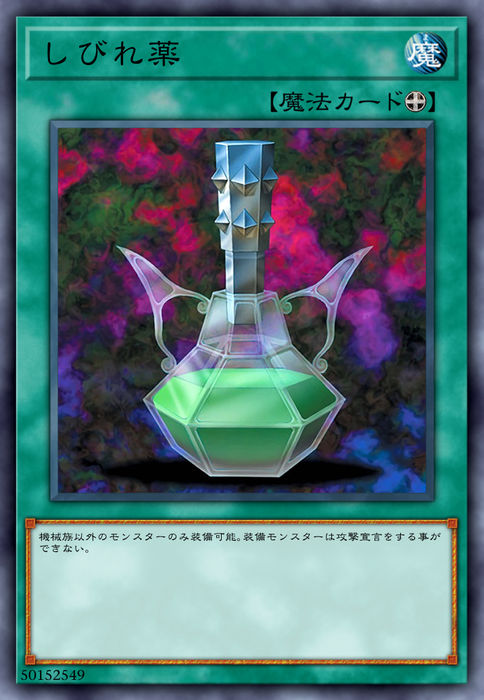 しびれ薬
魔
【魔法カード】
機械族以外のモンスターのみ装備可能。装備モンスターは攻撃宣言をする事が
できない。
50152549